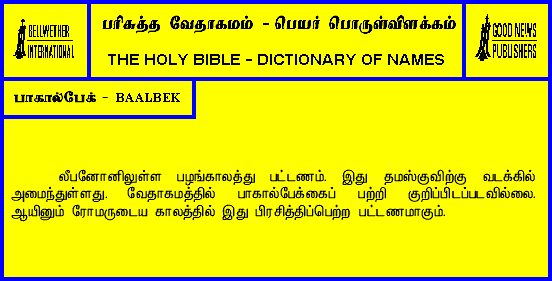 BELLWETHER
INTERNATIONAL
பரிசுத்த வேதாகமம் - பெயர் பொருள்விளக்கம்
THE HOLY BIBLE - DICTIONARY OF NAMES
GOOD NEWS
PUBLISHERS
பாகால்பேக் - BAALBEK
லீபனோனிலுள்ள பழங்காலத்து பட்டணம். இது தமஸ்குவிற்கு வடக்கில்
அமைந்துள்ளது. வேதாகமத்தில் பாகால்பேக்கைப் பற்றி குறிப்பிடப்படவில்லை.
ஆயினும் ரோமருடைய காலத்தில் இது பிரசித்திப்பெற்ற பட்டணமாகும்.